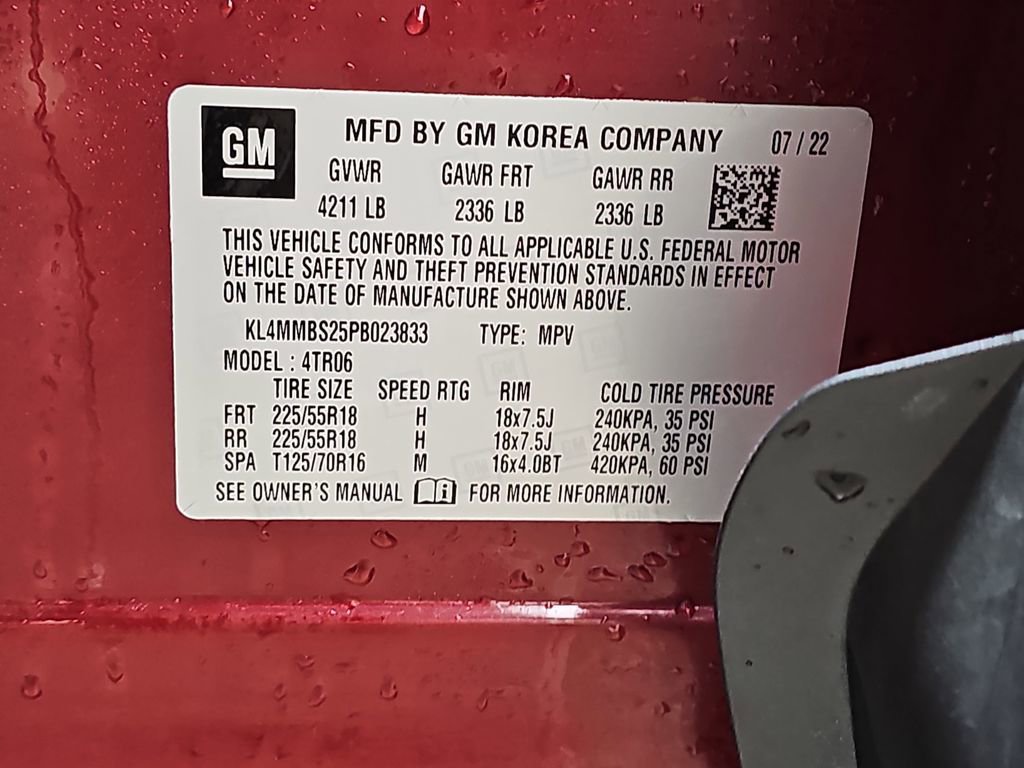 GM MFD BY GM KOREA COMPANY 07 / 22
GVWR GAWR FRT GAWR RR
4211 LB 2336 LB 2336 LB
THIS VEHICLE CONFORMS TO ALL APPLICABLE U.S. FEDERAL MOTOR
VEHICLE SAFETY AND THEFT PREVENTION STANDARDS IN EFFECT
ON THE DATE OF MANUFACTURE SHOWN ABOVE.
KL4MMBS25PB023833 TYPE: MPV
MODEL : 4TR06
TIRE SIZE SPEED RTG RIM COLD TIRE PRESSURE
FRT 225/55R18 H 18x7.5J 240KPA, 35 PSI
RR 225/55R18 H 18x7.5J 240KPA, 35 PSI
SPA T125/70R16 M 16x4.0BT 420KPA, 60 PSI
SEE OWNER'S MANUAL FOR MORE INFORMATION.